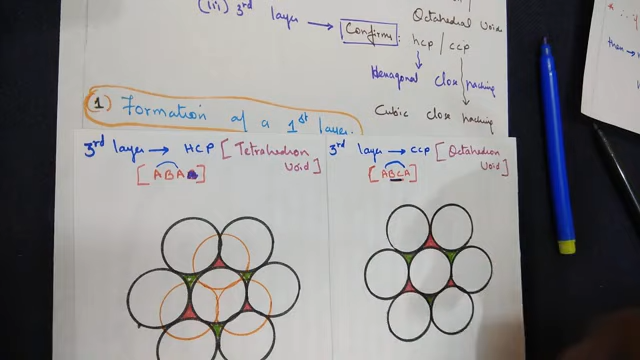 Octahedral Void
(iii) 3rd layer → Confirms: hcp / ccp
Hexagonal close packing
Cubic close packing
1) Formation of a 1st layer.
3rd layer → HCP [Tetrahedron Void]
[ABA]
3rd layer → CCP [Octahedron Void]
[ABCA]